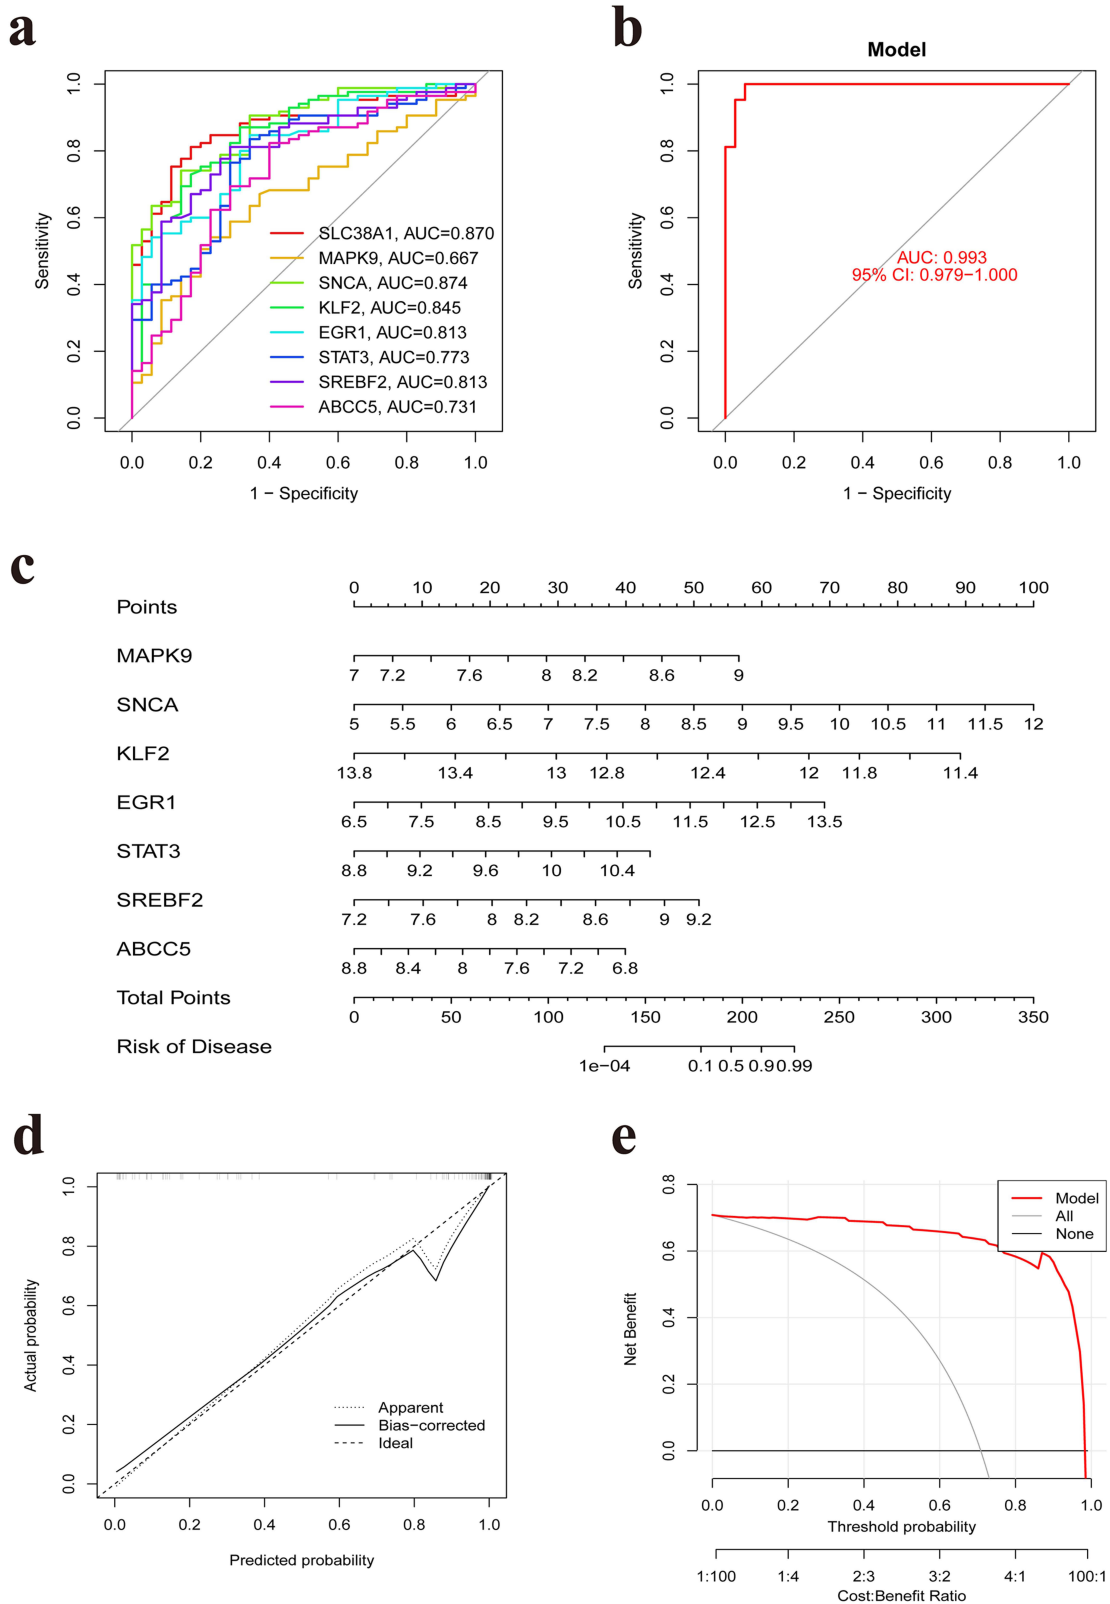 a
Sensitivity
0.0 0.2 0.4 0.6 0.8 1.0
SLC38A1, AUC=0.870
MAPK9, AUC=0.667
SNCA, AUC=0.874
KLF2, AUC=0.845
EGR1, AUC=0.813
STAT3, AUC=0.773
SREBF2, AUC=0.813
ABCC5, AUC=0.731
0.0 0.2 0.4 0.6 0.8 1.0
1 − Specificity
b
Model
Sensitivity
0.0 0.2 0.4 0.6 0.8 1.0
AUC: 0.993
95% CI: 0.979−1.000
0.0 0.2 0.4 0.6 0.8 1.0
1 − Specificity
c
0 10 20 30 40 50 60 70 80 90 100
Points
MAPK9
7 7.2 7.6 8 8.2 8.6 9
SNCA
5 5.5 6 6.5 7 7.5 8 8.5 9 9.5 10 10.5 11 11.5 12
KLF2
13.8 13.4 13 12.8 12.4 12 11.8 11.4
EGR1
6.5 7.5 8.5 9.5 10.5 11.5 12.5 13.5
STAT3
8.8 9.2 9.6 10 10.4
SREBF2
7.2 7.6 8 8.2 8.6 9 9.2
ABCC5
8.8 8.4 8 7.6 7.2 6.8
Total Points
0 50 100 150 200 250 300 350
Risk of Disease
1e−04 0.1 0.5 0.9 0.99
d
Actual probability
0.0 0.2 0.4 0.6 0.8 1.0
Apparent
Bias−corrected
Ideal
0.0 0.2 0.4 0.6 0.8 1.0
Predicted probability
e
Net Benefit
0.0 0.2 0.4 0.6 0.8
Model
All
None
0.0 0.2 0.4 0.6 0.8 1.0
Threshold probability
1:100 1:4 2:3 3:2 4:1 100:1
Cost:Benefit Ratio